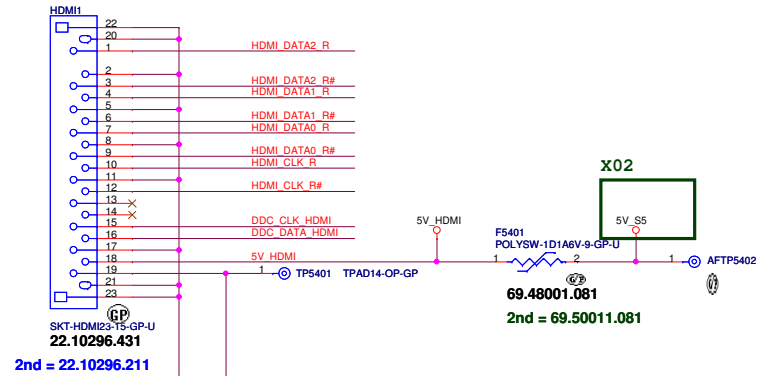 HDMI1
22
20
1 HDMI_DATA2_R
2
3 HDMI_DATA2_R#
4 HDMI_DATA1_R
5
6 HDMI_DATA1_R#
7 HDMI_DATA0_R
8
9 HDMI_DATA0_R#
10 HDMI_CLK_R
11
12 HDMI_CLK_R#
13
14
15 DDC_CLK_HDMI
16 DDC_DATA_HDMI
17
18 5V_HDMI
19 1 TP5401 TPAD14-OP-GP
21
23
GP
SKT-HDMI23-T5-GP-U
22.10296.431
2nd = 22.10296.211
5V_HDMI
F5401
POLYSW-1D1A6V-9-GP-U
1 2
69.48001.081
2nd = 69.50011.081
X02
5V_S5
1 AFTP5402